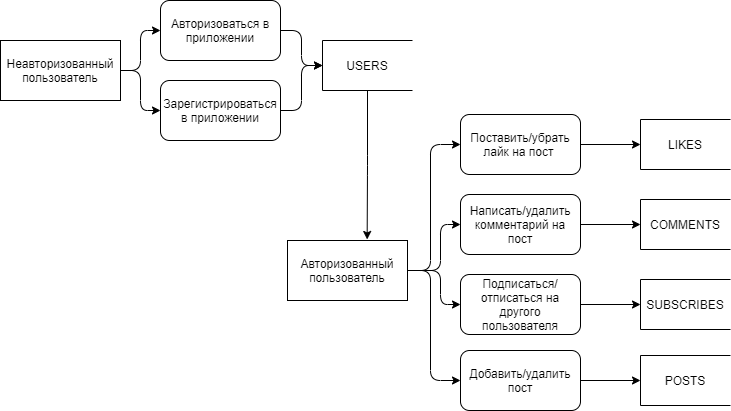 Авторизоваться в
приложении
Неавторизованный
пользователь
USERS
Зарегистрироваться
в приложении
Поставить/убрать
лайк на пост
LIKES
Написать/удалить
комментарий на
пост
COMMENTS
Авторизованный
пользователь
Подписаться/
отписаться на
другого
пользователя
SUBSCRIBES
Добавить/удалить
пост
POSTS